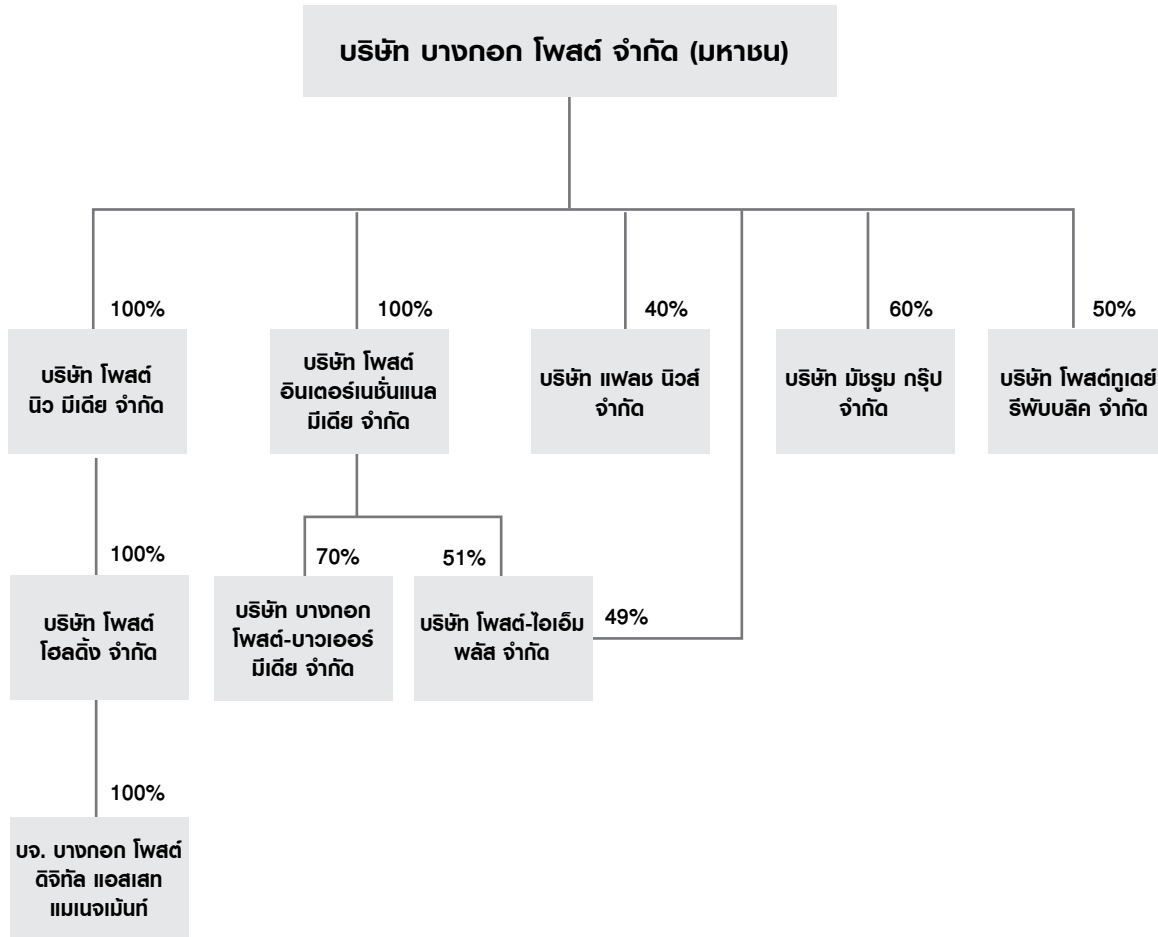 บริษัท บางกอก โพสต์ จำกัด (มหาชน)
100%
100%
40%
60%
50%
บริษัท โพสต์
นิว มีเดีย จำกัด
บริษัท โพสต์
อินเตอร์เนชั่นแนล
มีเดีย จำกัด
บริษัท แฟลช นิวส์
จำกัด
บริษัท มัชรูม กรุ๊ป
จำกัด
บริษัท โพสต์ทูเดย์
รีพับบลิค จำกัด
100%
70%
51%
บริษัท โพสต์
โฮลดิ้ง จำกัด
บริษัท บางกอก
โพสต์-บาวเออร์
มีเดีย จำกัด
บริษัท โพสต์-ไอเอ็ม
พลัส จำกัด
49%
100%
บจ. บางกอก โพสต์
ดิจิทัล แอสเสท
แมเนจเม้นท์